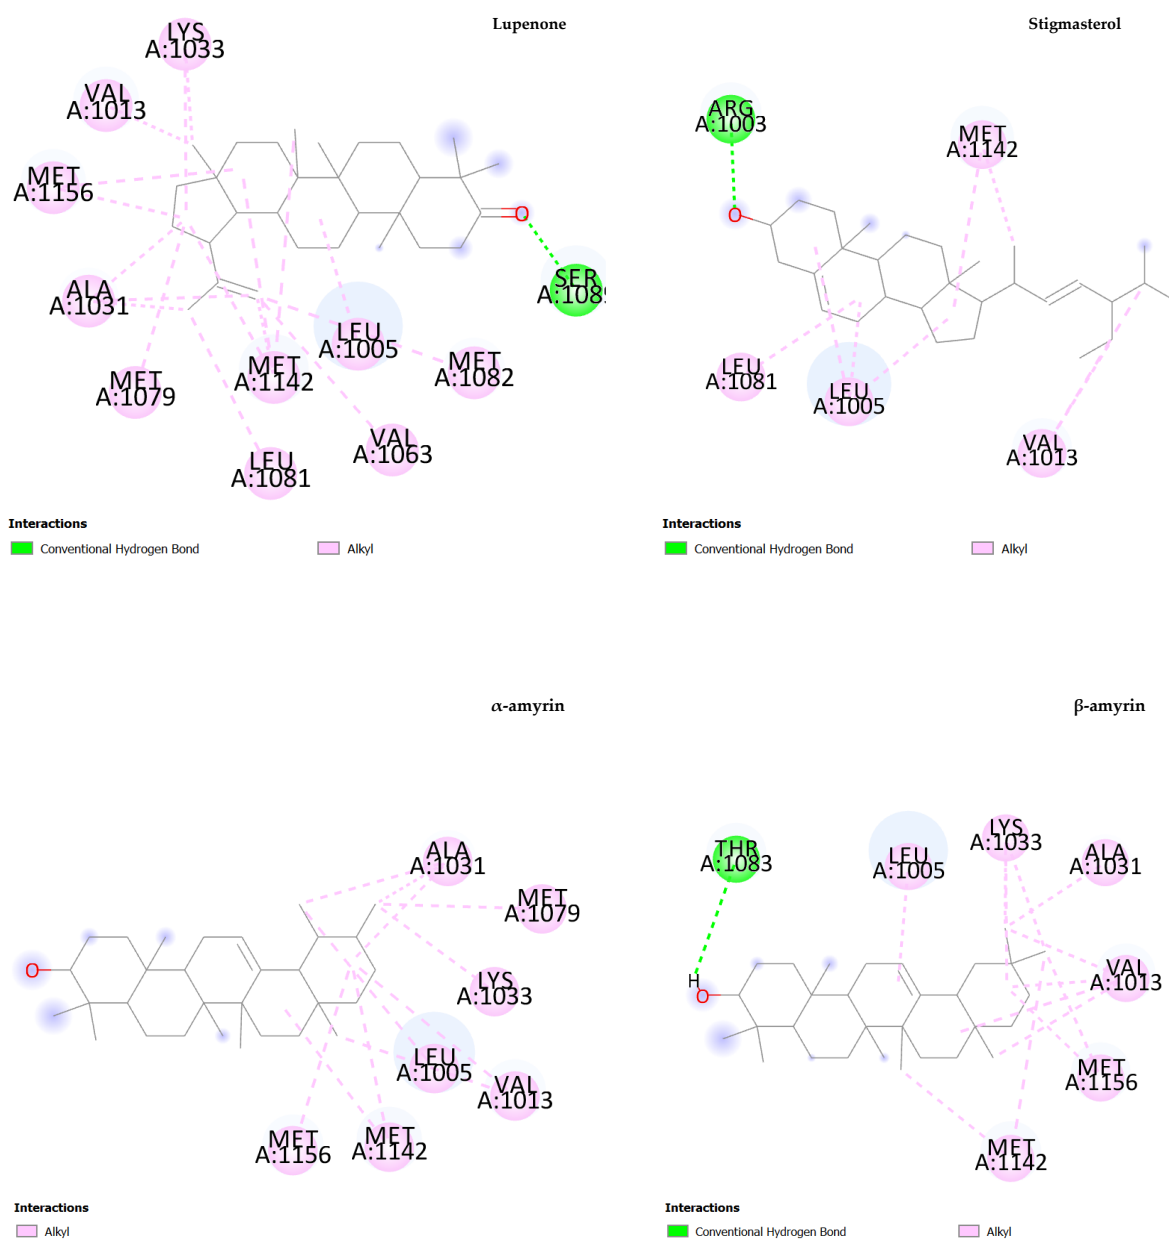 Lupenone
LYS
A:1033
VAL
A:1013
MET
A:1156
O
SER
A:108
ALA
A:1031
LEU
A:1005
MET
A:1142
MET
A:1082
MET
A:1079
VAL
A:1063
LEU
A:1081
Interactions
Conventional Hydrogen Bond
Alkyl
Stigmasterol
ARG
A:1003
MET
A:1142
O
LEU
A:1081
LEU
A:1005
VAL
A:1013
Interactions
Conventional Hydrogen Bond
Alkyl
α-amyrin
ALA
A:1031
MET
A:1079
O
LYS
A:1033
LEU
A:1005
VAL
A:1013
MET
A:1156
MET
A:1142
Interactions
Alkyl
β-amyrin
THR
A:1083
LEU
A:1005
LYS
A:1033
ALA
A:1031
H
O
VAL
A:1013
MET
A:1156
MET
A:1142
Interactions
Conventional Hydrogen Bond
Alkyl